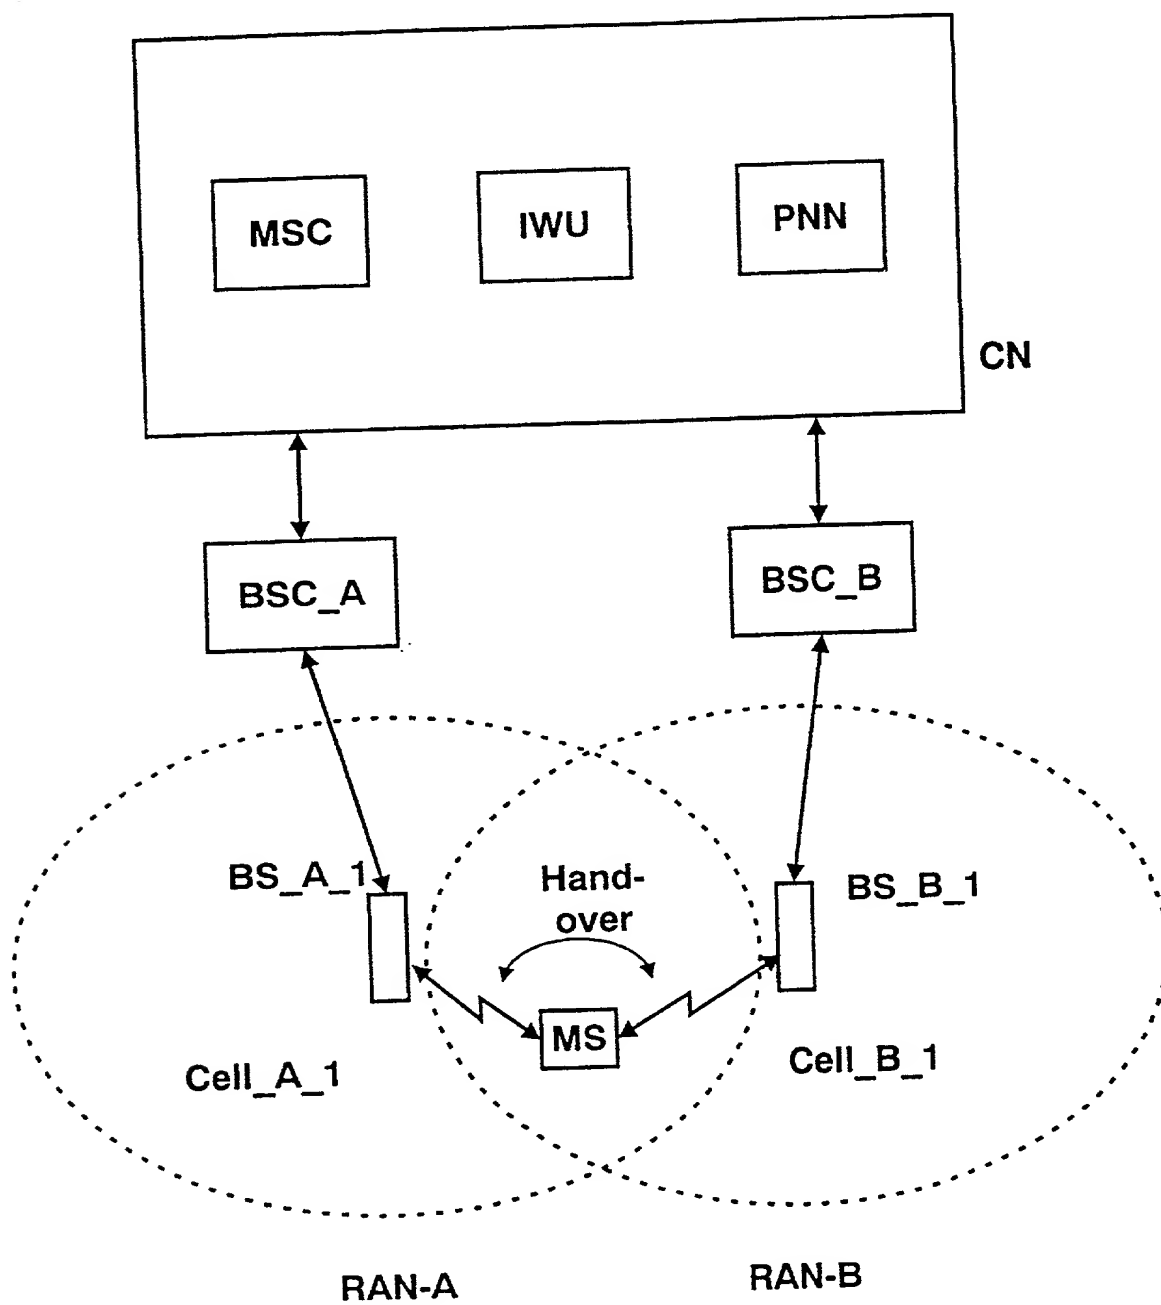 MSC
IWU
PNN
CN
BSC_A
BSC_B
BS_A_1
Hand-
over
BS_B_1
MS
Cell_A_1
Cell_B_1
RAN-A
RAN-B